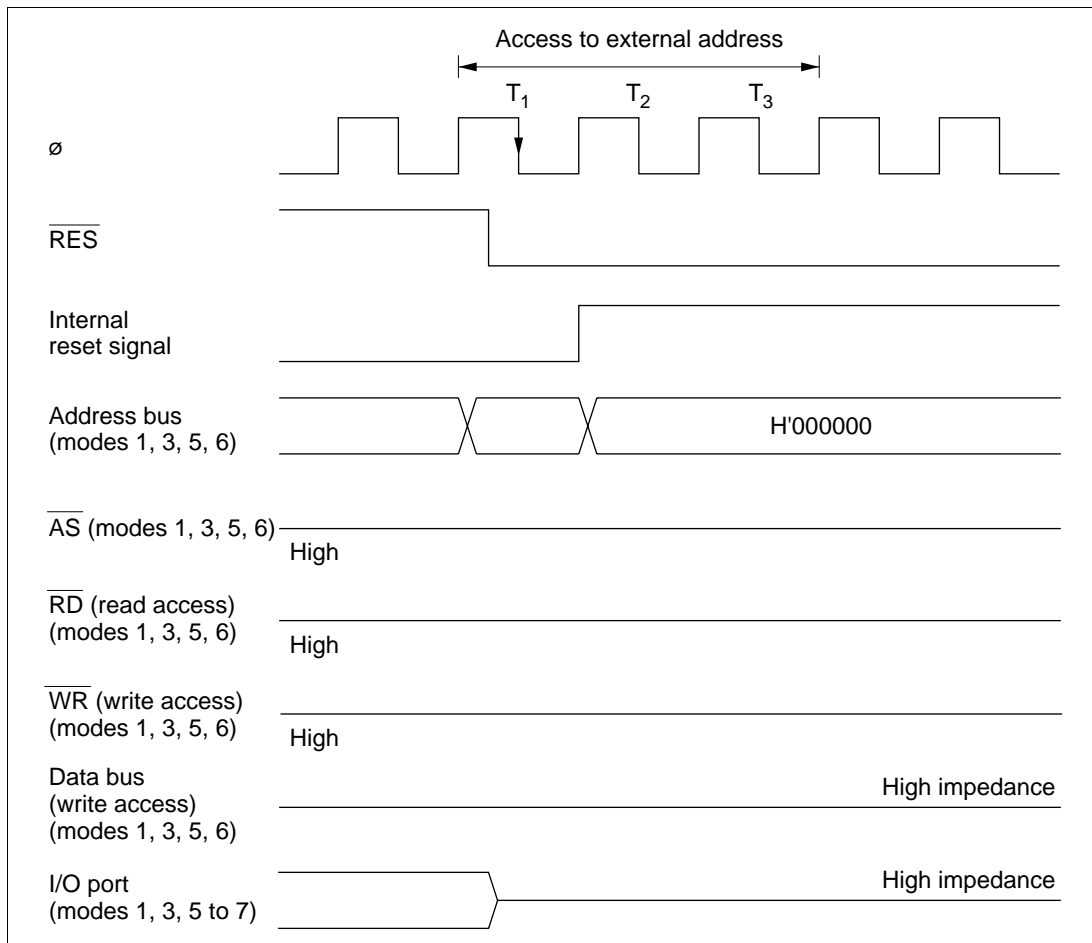 Access to external address
T1 T2 T3
ø
RES
Internal
reset signal
Address bus
(modes 1, 3, 5, 6)
H'000000
AS (modes 1, 3, 5, 6)
High
RD (read access)
(modes 1, 3, 5, 6)
High
WR (write access)
(modes 1, 3, 5, 6)
High
Data bus
(write access)
(modes 1, 3, 5, 6)
High impedance
I/O port
(modes 1, 3, 5 to 7)
High impedance